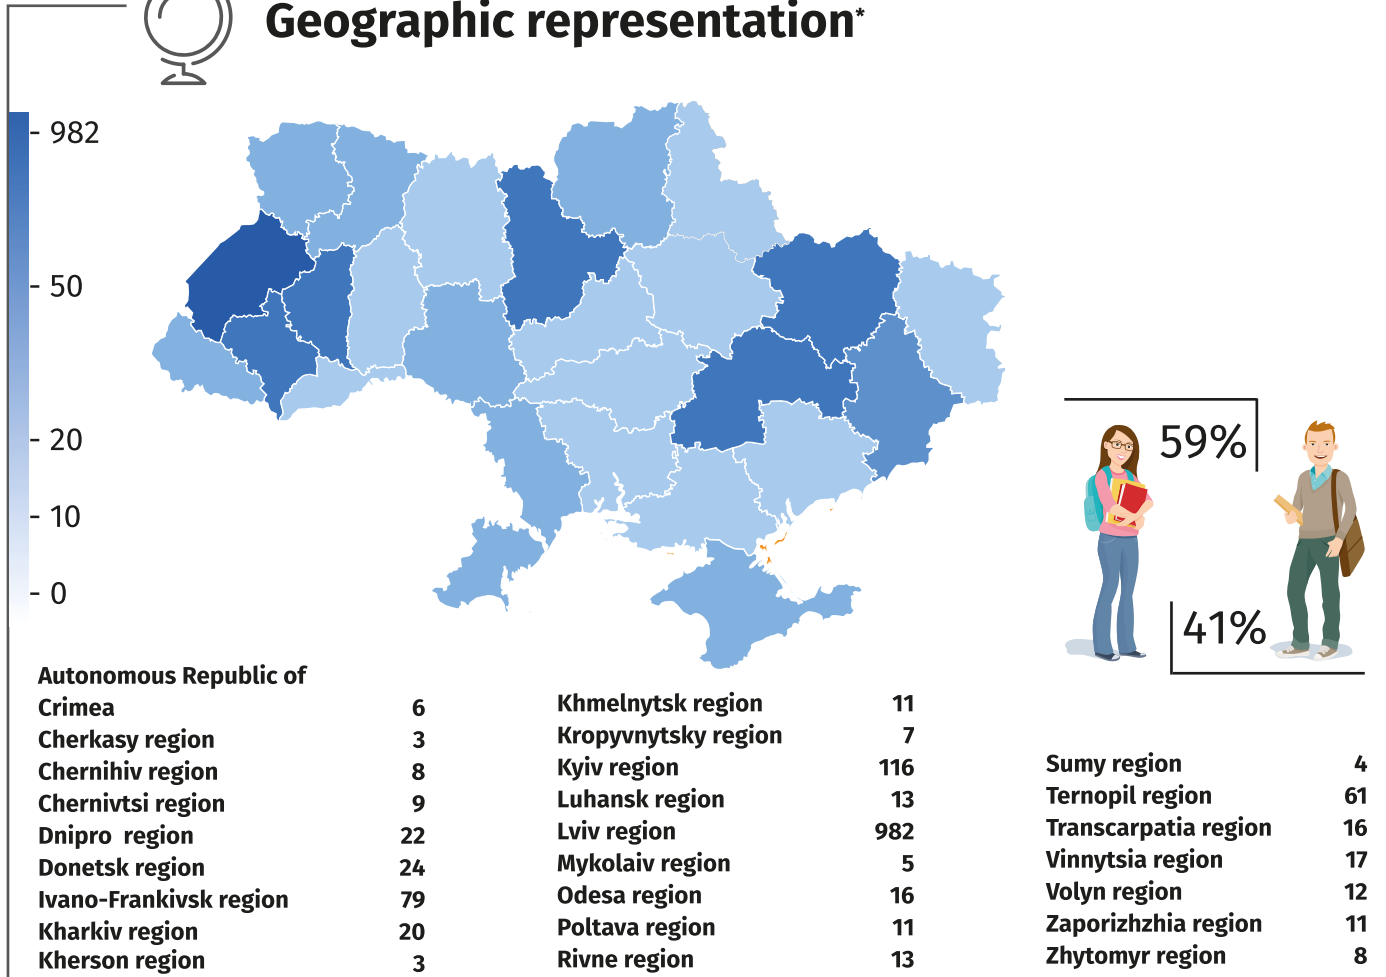 Geographic representation*
- 982
- 50
- 20
- 10
- 0
59%
41%
Autonomous Republic of
Crimea 6
Cherkasy region 3
Chernihiv region 8
Chernivtsi region 9
Dnipro region 22
Donetsk region 24
Ivano-Frankivsk region 79
Kharkiv region 20
Kherson region 3
Khmelnytsk region 11
Kropyvnytsky region 7
Kyiv region 116
Luhansk region 13
Lviv region 982
Mykolaiv region 5
Odesa region 16
Poltava region 11
Rivne region 13
Sumy region 4
Ternopil region 61
Transcarpatia region 16
Vinnytsia region 17
Volyn region 12
Zaporizhzhia region 11
Zhytomyr region 8